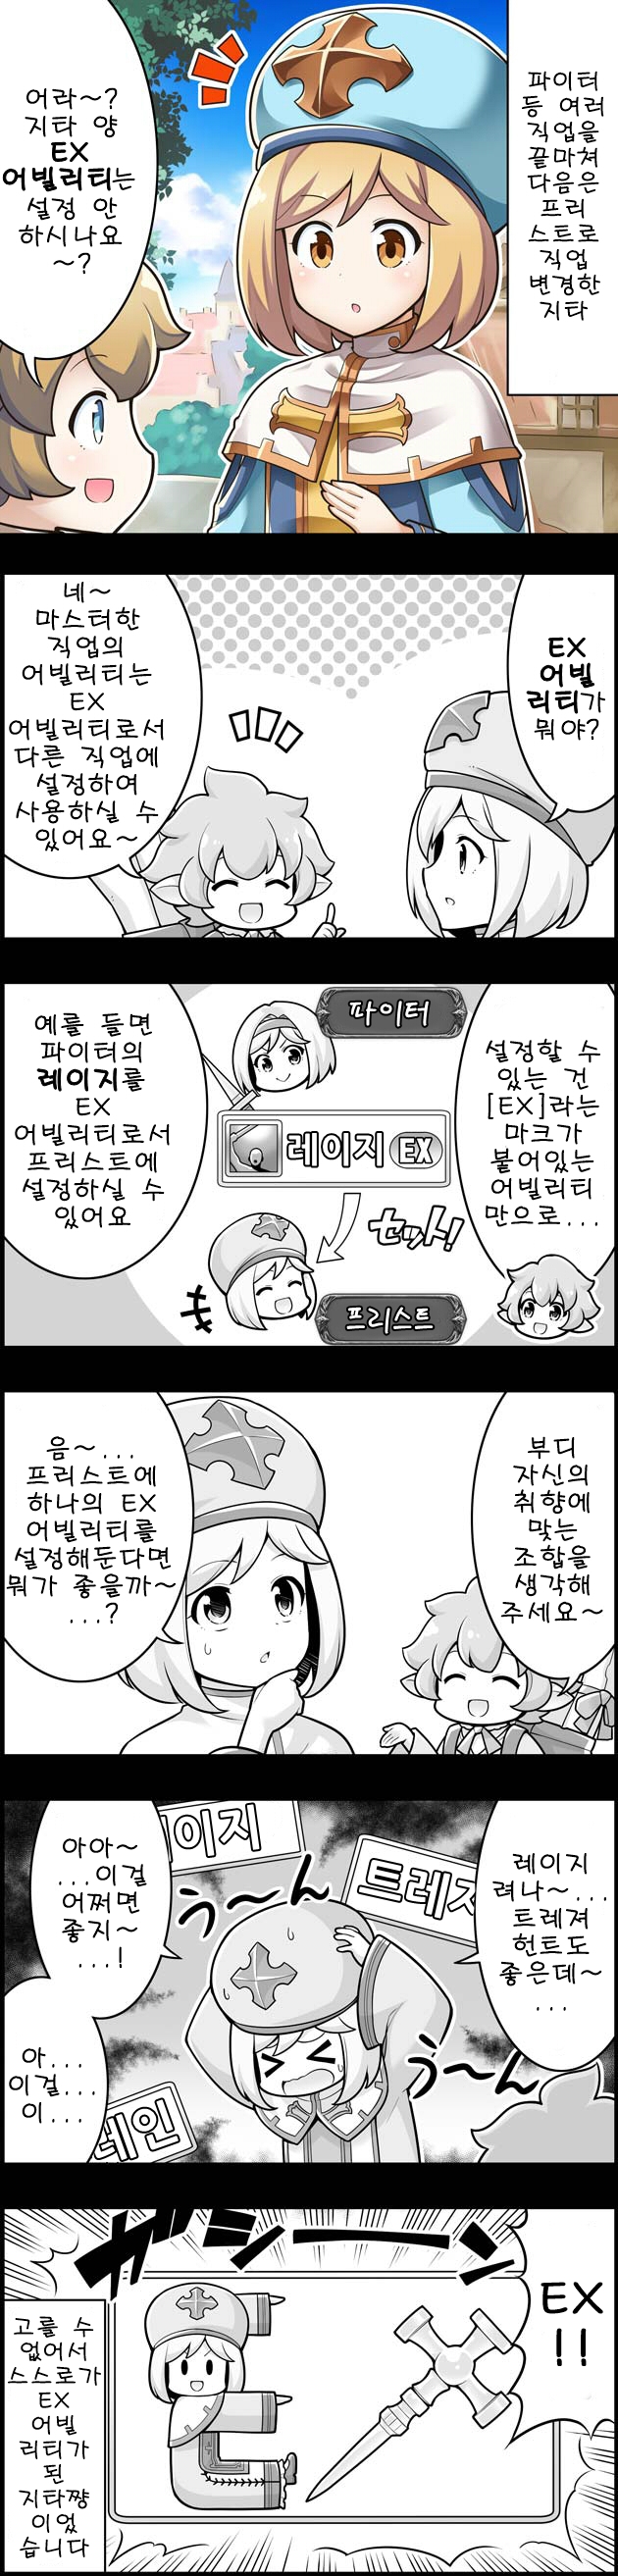 파이터
등 여러
직업을
끝마쳐
다음은
프리
스트로
직업
변경한
지타
어라~?
지타 양
EX
어빌리티는
설정 안
하시나요
~?
EX
어빌
리티가
뭐야?
네~
마스터한
직업의
어빌리티는
EX
어빌리티로서
다른 직업에
설정하여
사용하실 수
있어요~
설정할 수
있는 건
[EX]라는
마크가
붙어있는
어빌리티
만으로...
파이터
레이지 EX
セット!
프리스트
예를 들면
파이터의
레이지를
EX
어빌리티로서
프리스트에
설정하실 수
있어요
부디
자신의
취향에
맞는
조합을
생각해
주세요~
음~...
프리스트에
하나의 EX
어빌리티를
설정해둔다면
뭐가 좋을까~
...?
레이지
려나~...
트레져
헌트도
좋은데~
...
이지
트레져
う~ん
う~ん
레인
아아~
...이걸
어쩌면
좋지~
...!
아...
이걸...
이...
ガジーーン
EX
!!
고를 수
없어서
스스로가
EX
어빌
리티가
된
지타쨩
이었
습니다